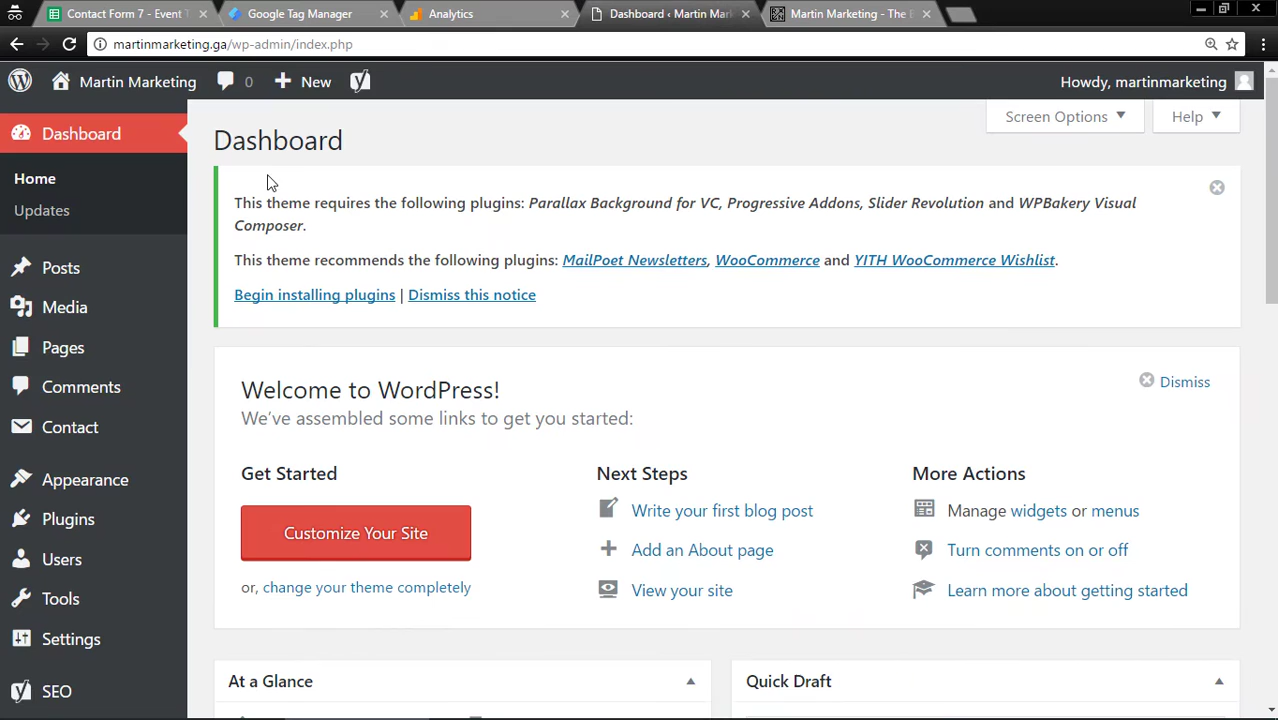 Contact Form 7 - Event T
Google Tag Manager
Analytics
Dashboard ‹ Martin Mark
Martin Marketing - The E
martinmarketing.ga/wp-admin/index.php
Martin Marketing
0
New
Howdy, martinmarketing
Dashboard
Home
Updates
Posts
Media
Pages
Comments
Contact
Appearance
Plugins
Users
Tools
Settings
SEO
Screen Options
Help
Dashboard
This theme requires the following plugins: Parallax Background for VC, Progressive Addons, Slider Revolution and WPBakery Visual
Composer.
This theme recommends the following plugins: MailPoet Newsletters, WooCommerce and YITH WooCommerce Wishlist.
Begin installing plugins | Dismiss this notice
Welcome to WordPress!
Dismiss
We've assembled some links to get you started:
Get Started
Customize Your Site
or, change your theme completely
Next Steps
Write your first blog post
Add an About page
View your site
More Actions
Manage widgets or menus
Turn comments on or off
Learn more about getting started
At a Glance
Quick Draft